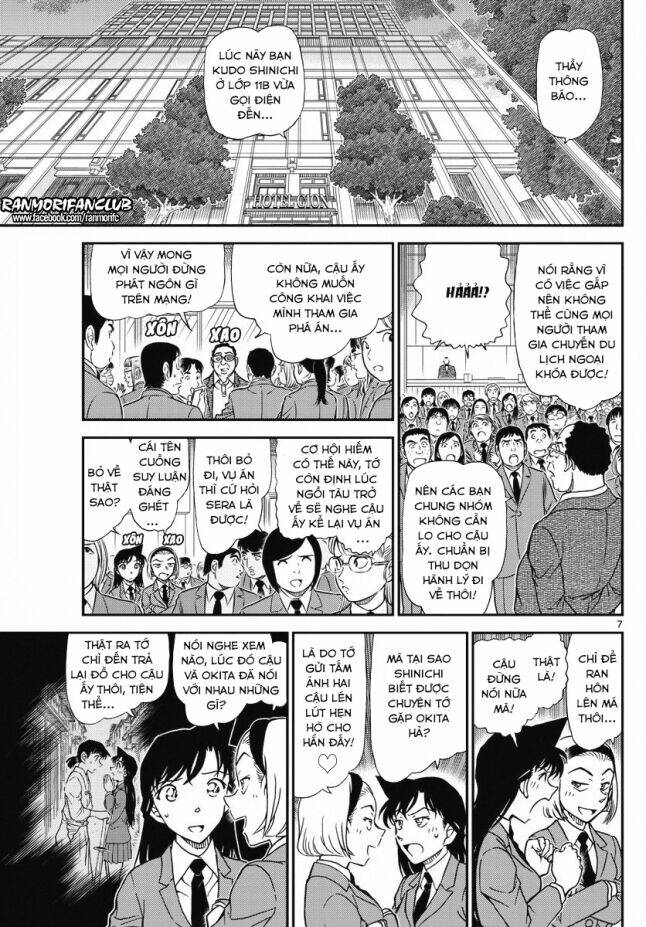 THẦY
THÔNG
BÁO...
LÚC NÃY BẠN
KUDO SHINICHI
Ở LỚP 11B VỪA
GỌI ĐIỆN
ĐẾN...
RANMORIFANCLUB
www.facebook.com/ranmorifc
HOTEL GION
NÓI RẰNG VÌ
CÓ VIỆC GẤP
NÊN KHÔNG
THỂ CÙNG MỌI
NGƯỜI THAM
GIA CHUYẾN DU
LỊCH NGOẠI
KHÓA ĐƯỢC!
HẢẢẢ!?
NÊN CÁC BẠN
CHUNG NHÓM
KHÔNG CẦN
LO CHO CẬU
ẤY. CHUẨN BỊ
THU DỌN
HÀNH LÝ ĐI
VỀ THÔI!
CÒN NỮA, CẬU ẤY
KHÔNG MUỐN
CÔNG KHAI VIỆC
MÌNH THAM GIA
PHÁ ÁN...
VÌ VẬY MONG
MỌI NGƯỜI ĐỪNG
PHÁT NGÔN GÌ
TRÊN MẠNG!
XÔN
XAO
CƠ HỘI HIẾM
CÓ THẾ NÀY, TỚ
CÒN ĐỊNH LÚC
NGỒI TÀU TRỞ
VỀ SẼ NGHE CẬU
ẤY KỂ LẠI VỤ ÁN
...
THÔI BỎ
ĐI, VỤ ÁN
THÌ CỨ HỎI
SERA LÀ
ĐƯỢC!
CÁI TÊN
CUỒNG
SUY LUẬN
ĐÁNG
GHÉT
...
BỎ VỀ
THẬT
SAO?
XÔN
XAO
7
CHỈ ĐỂ
RAN
HÔN
LÊN MÁ
MÀ THÔI...
THẬT
LÀ!
CẬU
ĐỪNG
NÓI NỮA
MÀ!
MÀ TẠI SAO
SHINICHI
BIẾT ĐƯỢC
CHUYỆN TỚ
GẶP OKITA
HẢ?
LÀ DO TỚ
GỬI TẤM
ẢNH HAI
CẬU LÉN
LÚT HẸN
HÒ CHO
HẮN ĐẤY!
♡
NÓI NGHE XEM
NÀO, LÚC ĐÓ CẬU
VÀ OKITA ĐÃ NÓI
VỚI NHAU NHỮNG
GÌ?
THẬT RA TỚ
CHỈ ĐẾN TRẢ
LẠI ĐỒ CHO CẬU
ẤY THÔI, TIỆN
THỂ...